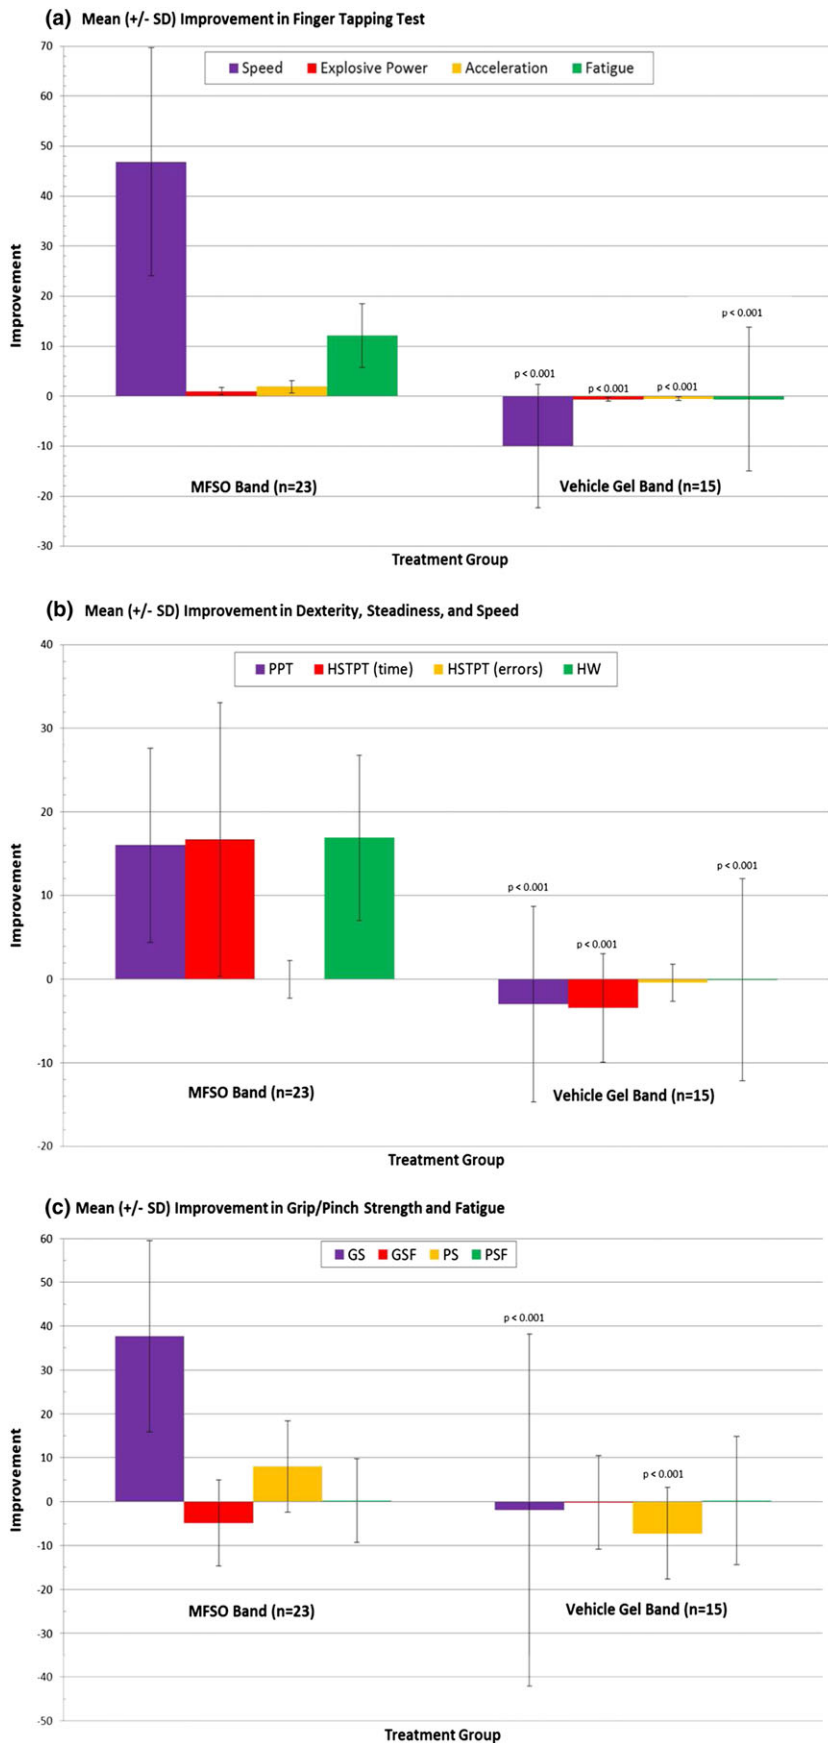 (a) Mean (+/- SD) Improvement in Finger Tapping Test
70
Speed Explosive Power Acceleration Fatigue
60
50
40
30
20
p < 0.001
10
p < 0.001
p < 0.001 p < 0.001
0
-10
MFSO Band (n=23) Vehicle Gel Band (n=15)
-20
-30
Improvement
Treatment Group
(b) Mean (+/- SD) Improvement in Dexterity, Steadiness, and Speed
40
PPT HSTPT (time) HSTPT (errors) HW
30
20
p < 0.001
p < 0.001
10
p < 0.001
0
-10
MFSO Band (n=23) Vehicle Gel Band (n=15)
-20
Improvement
Treatment Group
(c) Mean (+/- SD) Improvement in Grip/Pinch Strength and Fatigue
60
GS GSF PS PSF
50
p < 0.001
40
30
20
10
p < 0.001
0
-10
-20
MFSO Band (n=23) Vehicle Gel Band (n=15)
-30
-40
-50
Improvement
Treatment Group